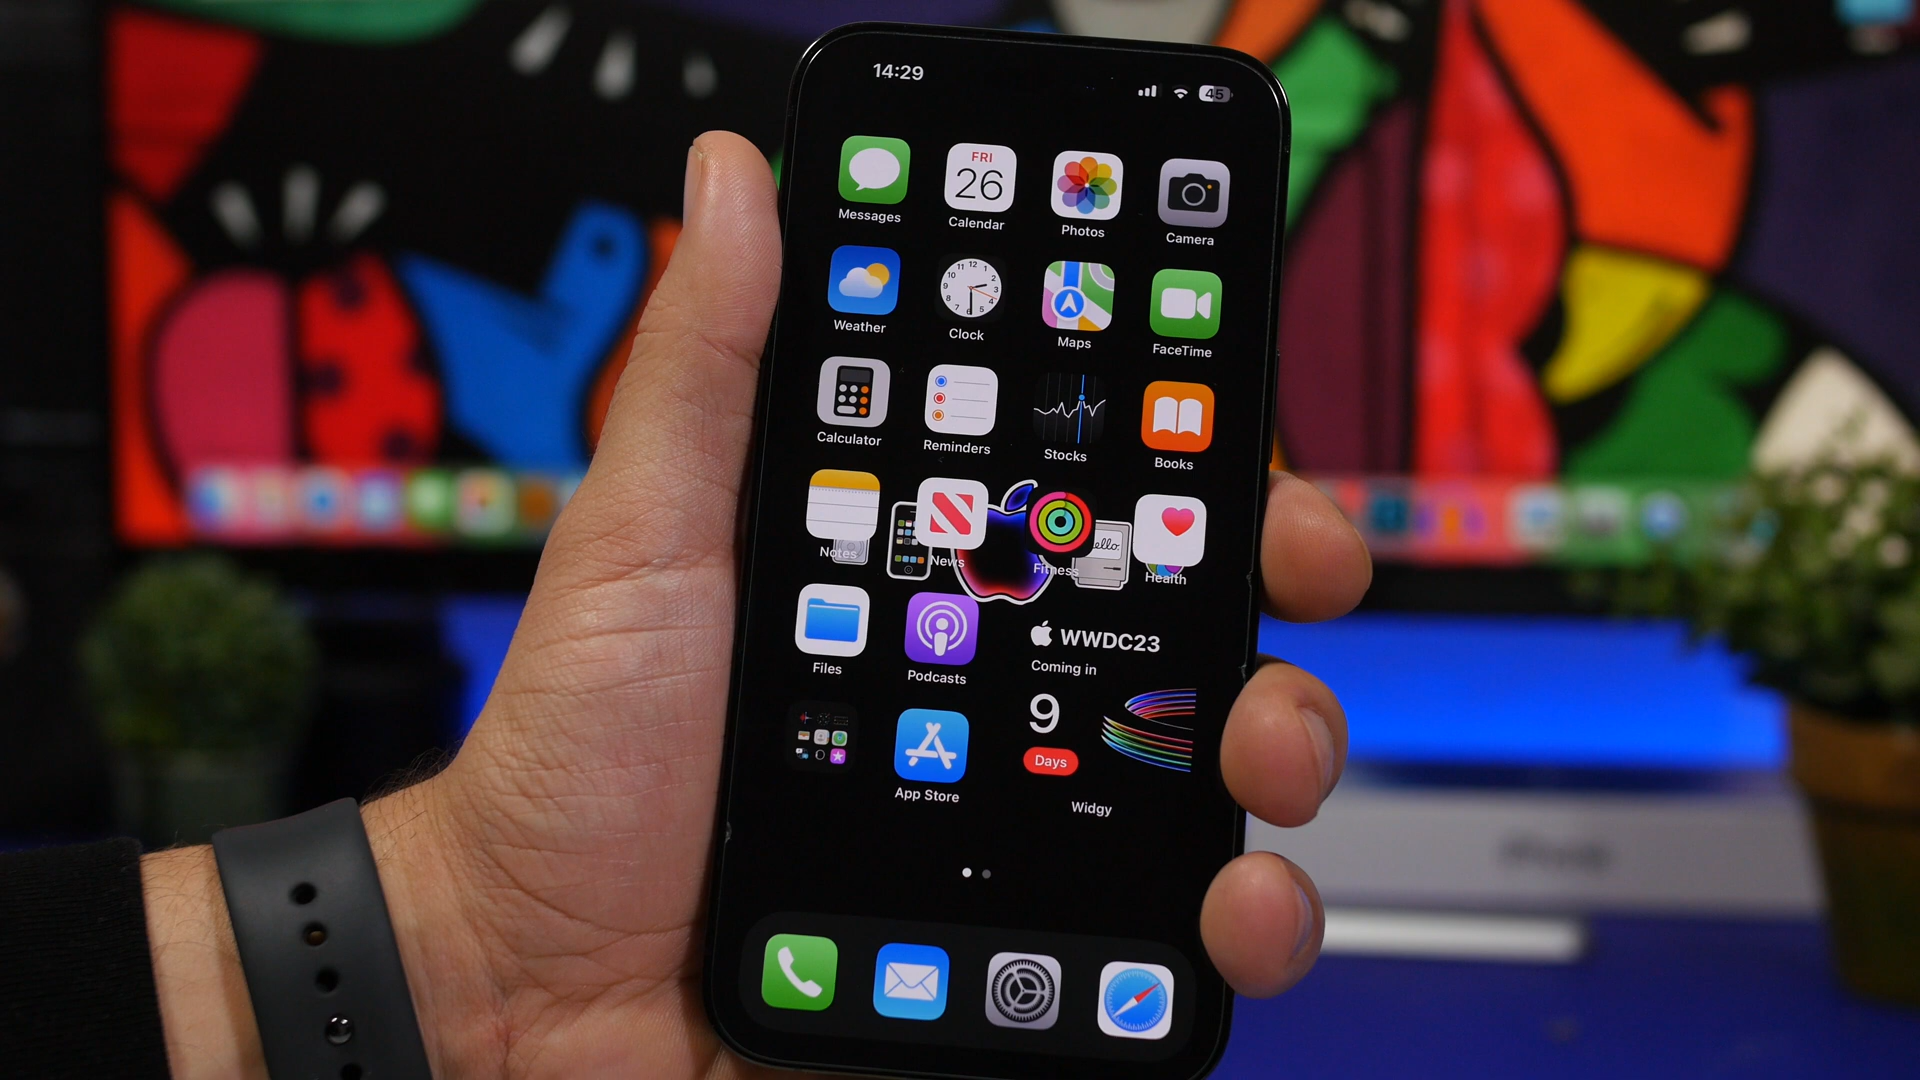 14:29
45
Messages
FRI
26
Calendar
Photos
Camera
Weather
Clock
Maps
FaceTime
Calculator
Reminders
Stocks
Books
Notes
News
hello.
Fitness
Health
Files
Podcasts
WWDC23
Coming in
9
Days
App Store
Widgy